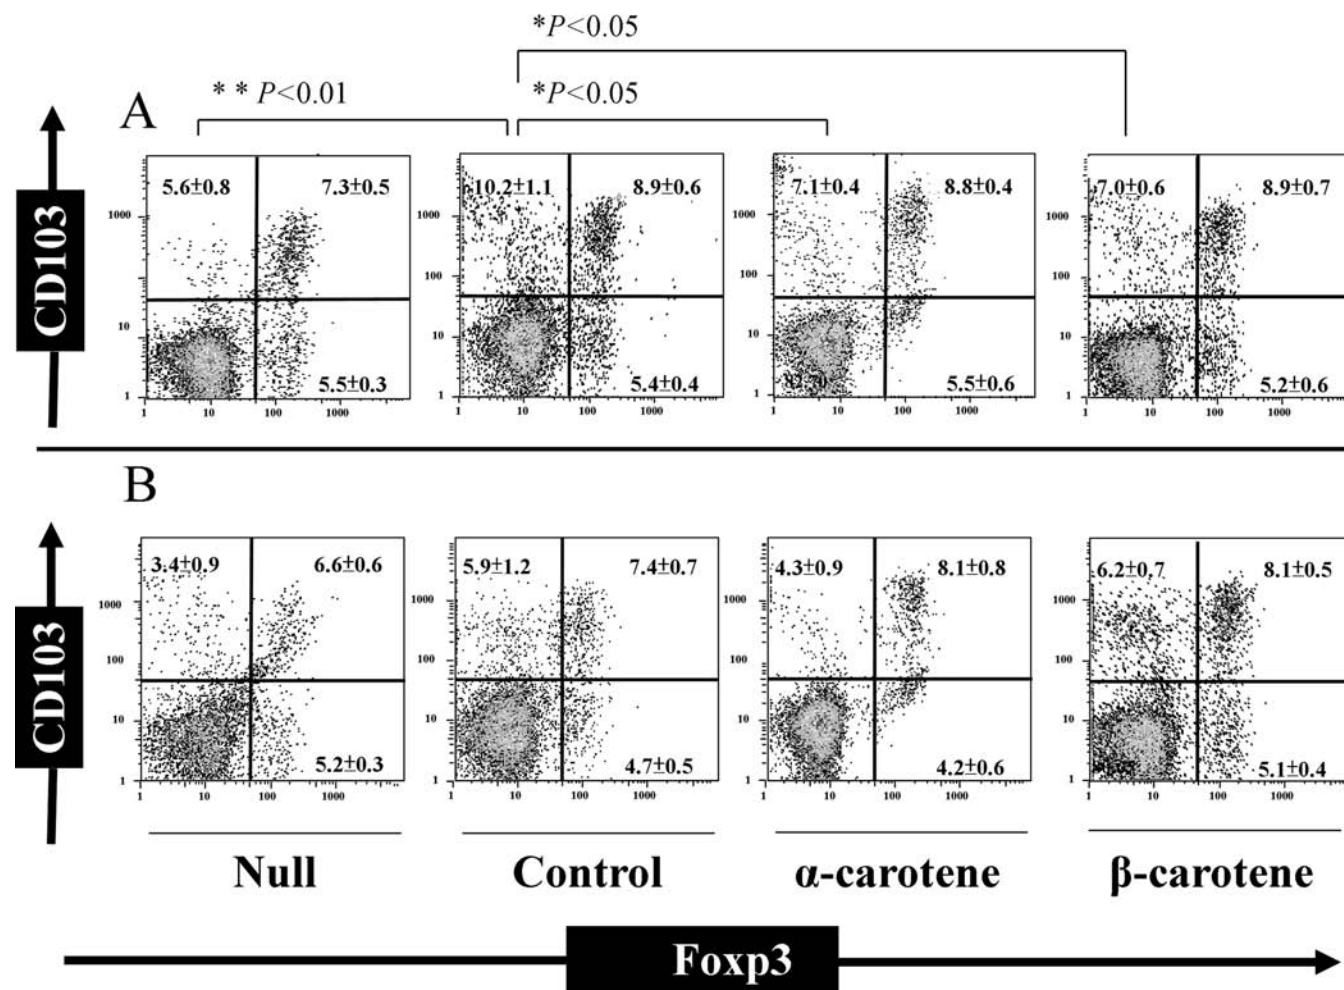 *P<0.05
** P<0.01
*P<0.05
A
CD103
5.6±0.8 7.3±0.5
1000
100
10
5.5±0.3
1
1 10 100 1000
10.2±1.1 8.9±0.6
1000
100
10
5.4±0.4
1
1 10 100 1000
7.1±0.4 8.8±0.4
1000
100
10
5.5±0.6
1
1 10 100 1000
7.0±0.6 8.9±0.7
1000
100
10
5.2±0.6
1
1 10 100 1000
B
CD103
3.4±0.9 6.6±0.6
1000
100
10
5.2±0.3
1
1 10 100 1000
5.9±1.2 7.4±0.7
1000
100
10
4.7±0.5
1
1 10 100 1000
4.3±0.9 8.1±0.8
1000
100
10
4.2±0.6
1
1 10 100 1000
6.2±0.7 8.1±0.5
1000
100
10
5.1±0.4
1
1 10 100 1000
Null Control α-carotene β-carotene
Foxp3